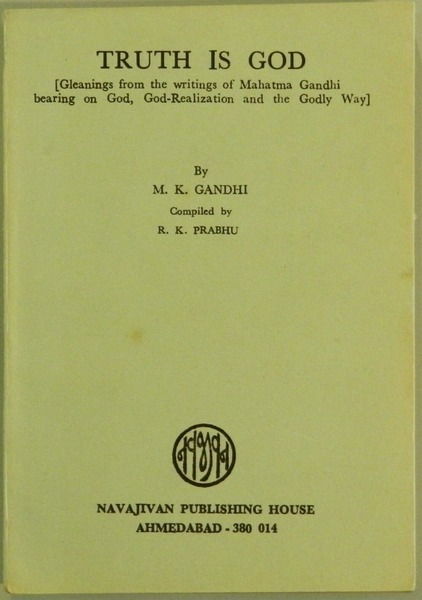 TRUTH IS GOD
[Gleanings from the writings of Mahatma Gandhi
bearing on God, God-Realization and the Godly Way]
By
M. K. GANDHI
Compiled by
R. K. PRABHU
NAVAJIVAN PUBLISHING HOUSE
AHMEDABAD - 380 014